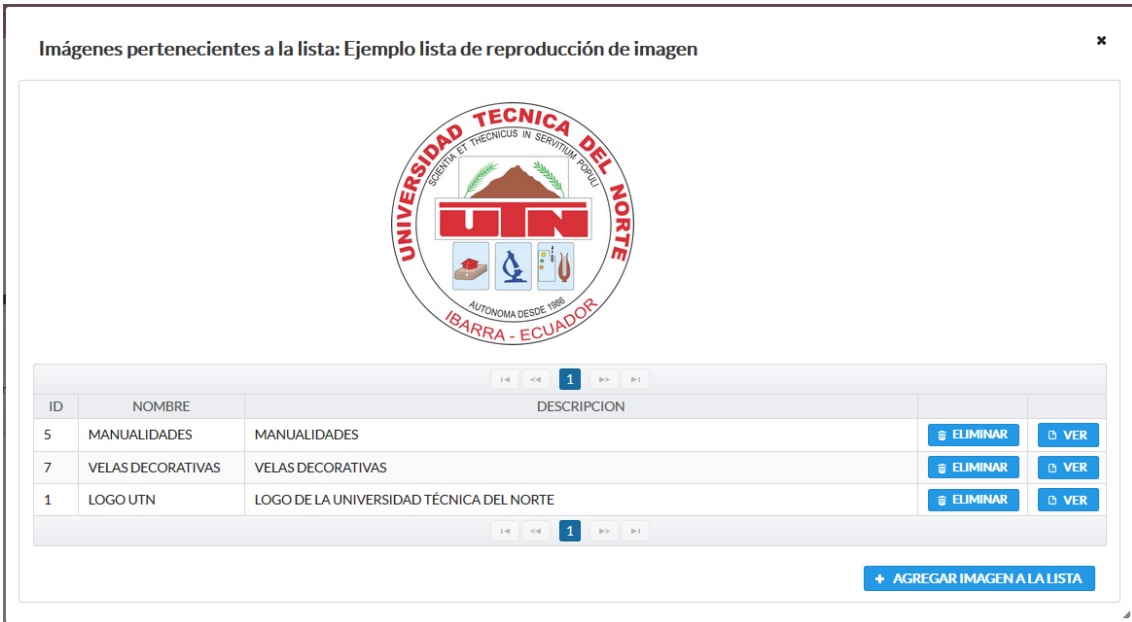 Imágenes pertenecientes a la lista: Ejemplo lista de reproducción de imagen
UNIVERSIDAD TECNICA DEL NORTE
SCIENTIA ET THECNICUS IN SERVITIUM POPULI
UTN
AUTONOMA DESDE 1986
IBARRA - ECUADOR
1
ID NOMBRE DESCRIPCION
5 MANUALIDADES MANUALIDADES ELIMINAR VER
7 VELAS DECORATIVAS VELAS DECORATIVAS ELIMINAR VER
1 LOGO UTN LOGO DE LA UNIVERSIDAD TÉCNICA DEL NORTE ELIMINAR VER
1
+ AGREGAR IMAGEN A LA LISTA